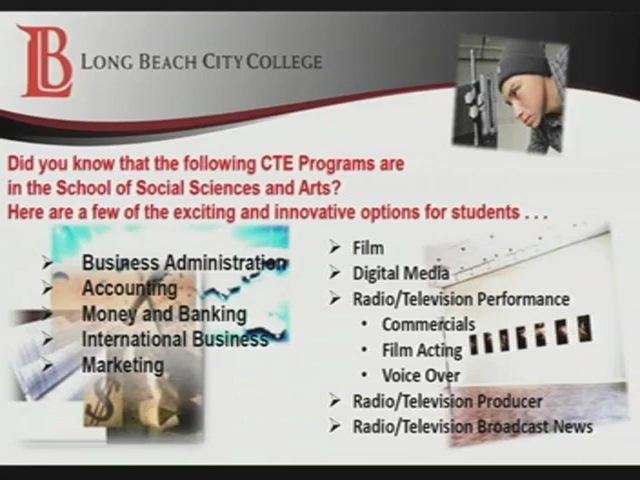 LB LONG BEACH CITY COLLEGE
Did you know that the following CTE Programs are
in the School of Social Sciences and Arts?
Here are a few of the exciting and innovative options for students . . .
➢ Business Administration
➢ Accounting
➢ Money and Banking
➢ International Business
➢ Marketing
$
➢ Film
➢ Digital Media
➢ Radio/Television Performance
• Commercials
• Film Acting
• Voice Over
➢ Radio/Television Producer
➢ Radio/Television Broadcast News